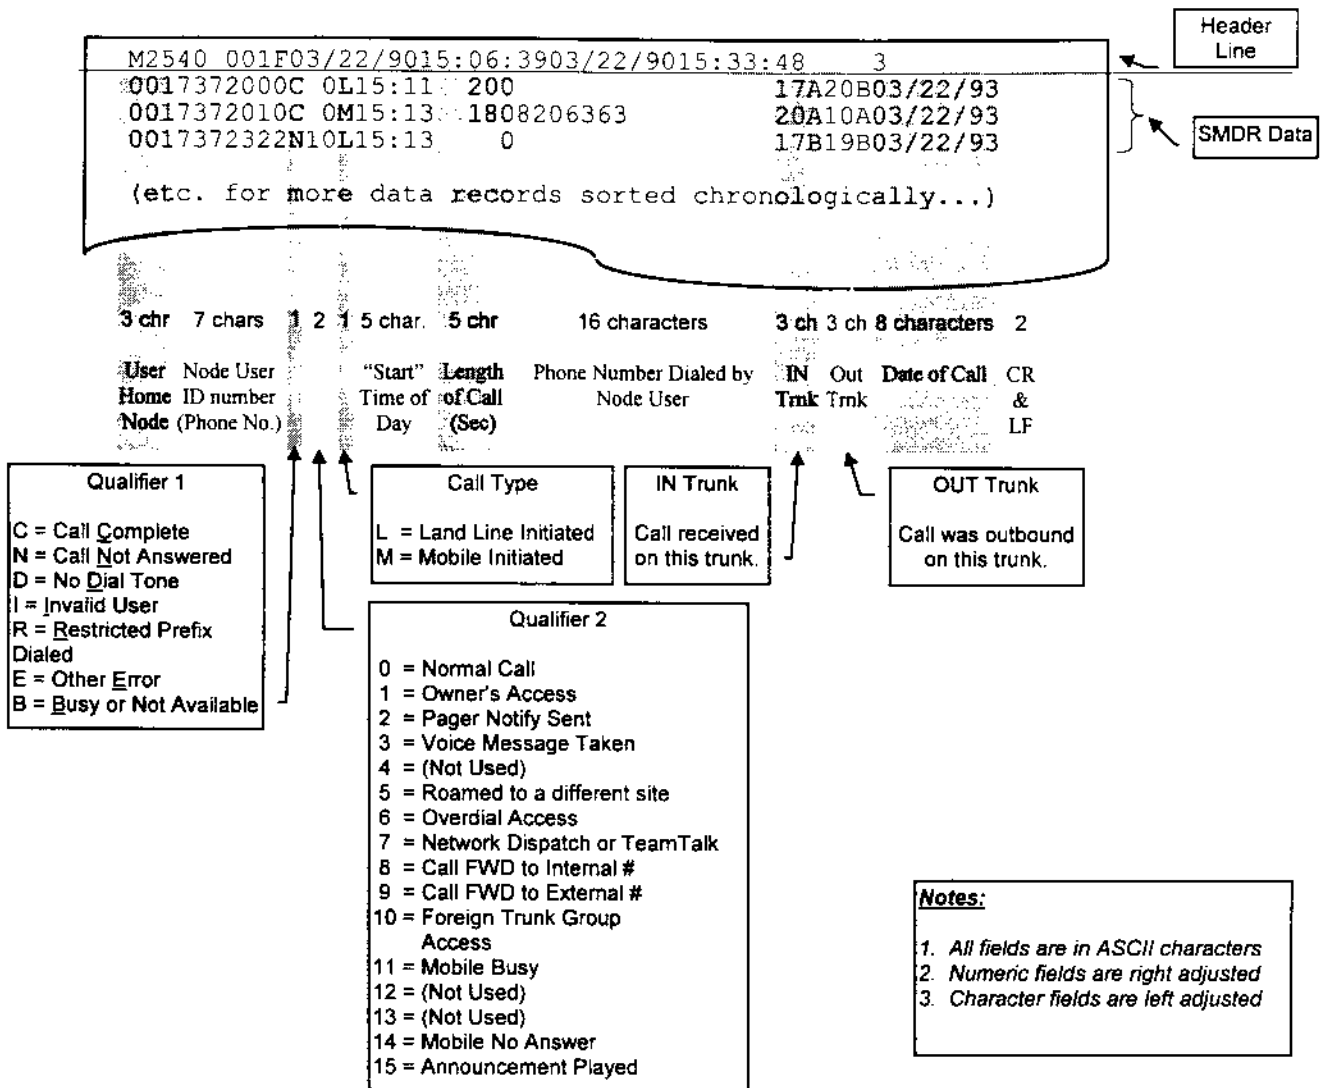 Header
Line
M2540 001F03/22/9015:06:3903/22/9015:33:48 3
0017372000C 0L15:11 200 17A20B03/22/93
0017372010C 0M15:13 1808206363 20A10A03/22/93
0017372322N10L15:13 0 17B19B03/22/93
SMDR Data
(etc. for more data records sorted chronologically...)
3 chr 7 chars 1 2 1 5 char. 5 chr 16 characters 3 ch 3 ch 8 characters 2
User Node User "Start" Length Phone Number Dialed by IN Out Date of Call CR
Home ID number Time of of Call Node User Trnk Trnk &
Node (Phone No.) Day (Sec) LF
Qualifier 1
C = Call Complete
N = Call Not Answered
D = No Dial Tone
I = Invalid User
R = Restricted Prefix
Dialed
E = Other Error
B = Busy or Not Available
Call Type
L = Land Line Initiated
M = Mobile Initiated
IN Trunk
Call received
on this trunk.
OUT Trunk
Call was outbound
on this trunk.
Qualifier 2
0 = Normal Call
1 = Owner's Access
2 = Pager Notify Sent
3 = Voice Message Taken
4 = (Not Used)
5 = Roamed to a different site
6 = Overdial Access
7 = Network Dispatch or TeamTalk
8 = Call FWD to Internal #
9 = Call FWD to External #
10 = Foreign Trunk Group
Access
11 = Mobile Busy
12 = (Not Used)
13 = (Not Used)
14 = Mobile No Answer
15 = Announcement Played
Notes:
1. All fields are in ASCII characters
2. Numeric fields are right adjusted
3. Character fields are left adjusted